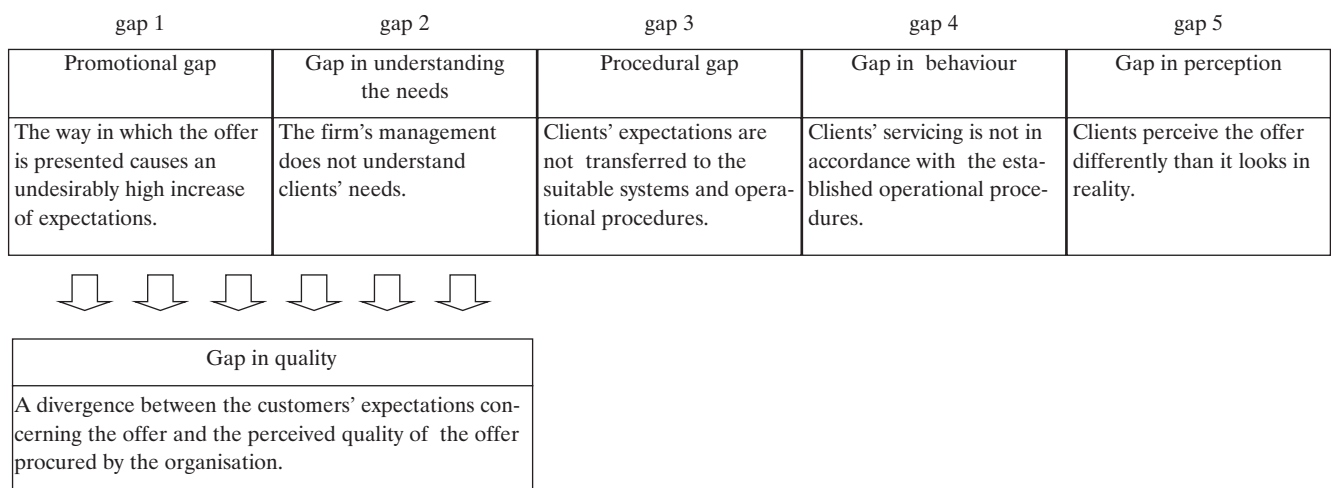 gap 1
gap 2
gap 3
gap 4
gap 5
Promotional gap
Gap in understanding
the needs
Procedural gap
Gap in behaviour
Gap in perception
The way in which the offer
is presented causes an
undesirably high increase
of expectations.
The firm's management
does not understand
clients' needs.
Clients' expectations are
not transferred to the
suitable systems and opera-
tional procedures.
Clients' servicing is not in
accordance with the esta-
blished operational proce-
dures.
Clients perceive the offer
differently than it looks in
reality.
Gap in quality
A divergence between the customers' expectations con-
cerning the offer and the perceived quality of the offer
procured by the organisation.